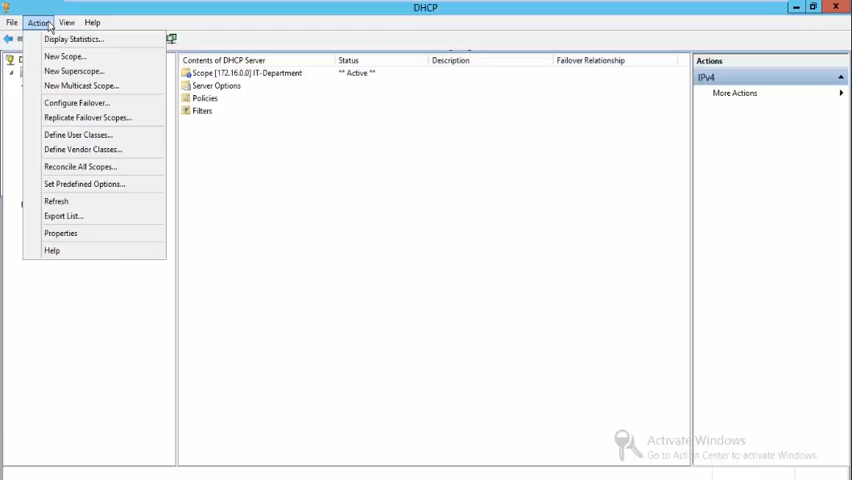 DHCP
File Action View Help
Display Statistics...
New Scope...
New Superscope...
New Multicast Scope...
Configure Failover...
Replicate Failover Scopes...
Define User Classes...
Define Vendor Classes...
Reconcile All Scopes...
Set Predefined Options...
Refresh
Export List...
Properties
Help
Contents of DHCP Server Status Description Failover Relationship
Scope [172.16.0.0] IT-Department ** Active **
Server Options
Policies
Filters
Actions
IPv4
More Actions
Activate Windows
Go to Action Center to activate Windows.